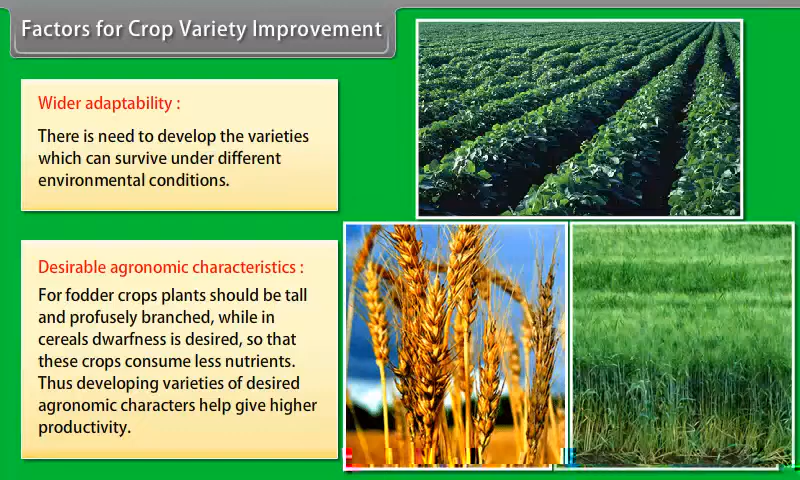 Factors for Crop Variety Improvement
Wider adaptability :
There is need to develop the varieties
which can survive under different
environmental conditions.
Desirable agronomic characteristics :
For fodder crops plants should be tall
and profusely branched, while in
cereals dwarfness is desired, so that
these crops consume less nutrients.
Thus developing varieties of desired
agronomic characters help give higher
productivity.